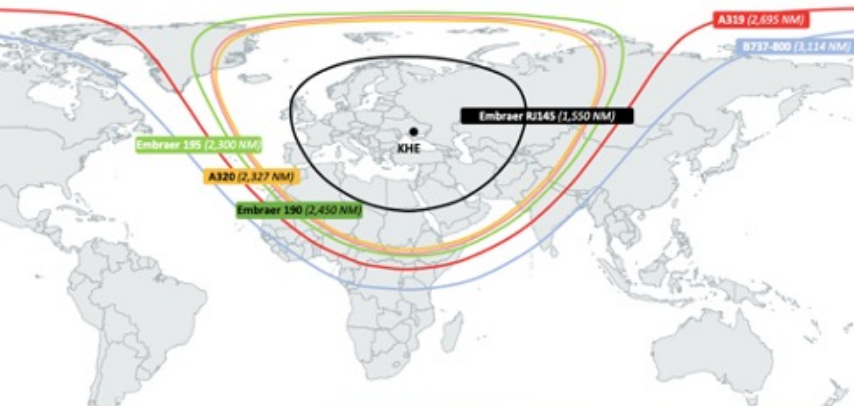 A319 (2,695 NM)
B737-800 (3,114 NM)
Embraer RJ145 (1,550 NM)
KHE
Embraer 195 (2,300 NM)
A320 (2,327 NM)
Embraer 190 (2,450 NM)